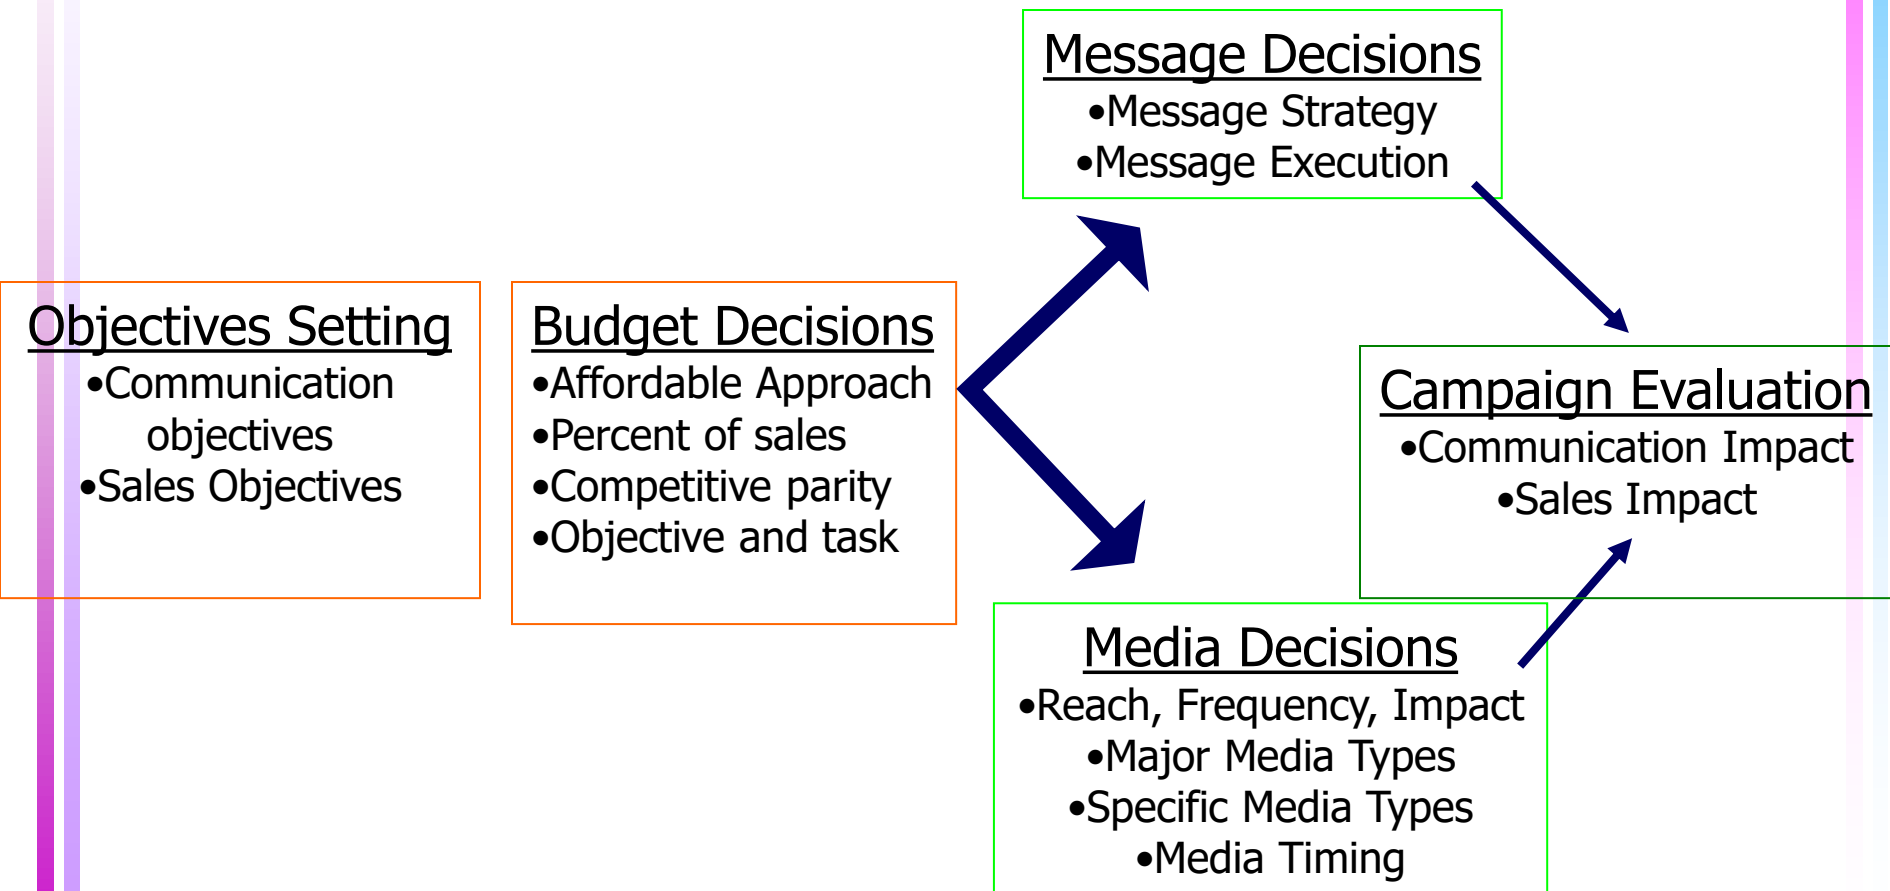 Message Decisions
•Message Strategy
•Message Execution
Objectives Setting
•Communication
objectives
•Sales Objectives
Budget Decisions
•Affordable Approach
•Percent of sales
•Competitive parity
•Objective and task
Campaign Evaluation
•Communication Impact
•Sales Impact
Media Decisions
•Reach, Frequency, Impact
•Major Media Types
•Specific Media Types
•Media Timing